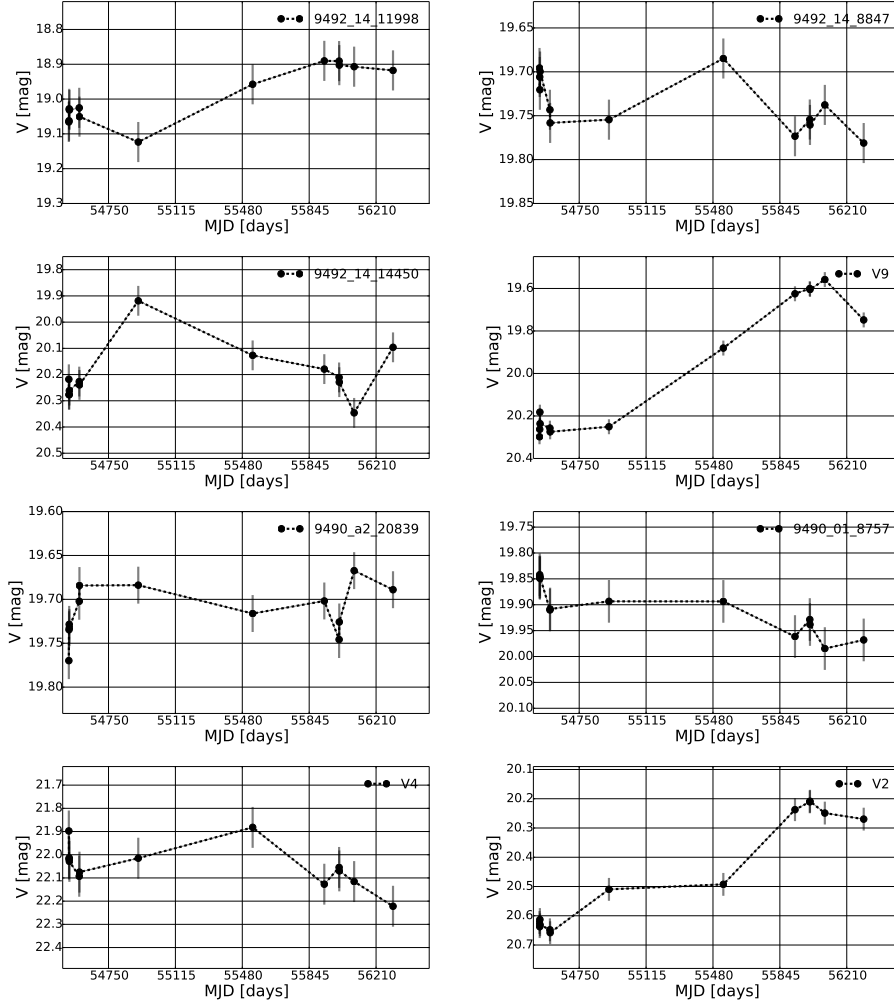 9492_14_11998
V [mag]
18.8
18.9
19.0
19.1
19.2
19.3
54750 55115 55480 55845 56210
MJD [days]
9492_14_8847
V [mag]
19.65
19.70
19.75
19.80
19.85
54750 55115 55480 55845 56210
MJD [days]
9492_14_14450
V [mag]
19.8
19.9
20.0
20.1
20.2
20.3
20.4
20.5
54750 55115 55480 55845 56210
MJD [days]
V9
V [mag]
19.6
19.8
20.0
20.2
20.4
54750 55115 55480 55845 56210
MJD [days]
9490_a2_20839
V [mag]
19.60
19.65
19.70
19.75
19.80
54750 55115 55480 55845 56210
MJD [days]
9490_01_8757
V [mag]
19.75
19.80
19.85
19.90
19.95
20.00
20.05
20.10
54750 55115 55480 55845 56210
MJD [days]
V4
V [mag]
21.7
21.8
21.9
22.0
22.1
22.2
22.3
22.4
54750 55115 55480 55845 56210
MJD [days]
V2
V [mag]
20.1
20.2
20.3
20.4
20.5
20.6
20.7
54750 55115 55480 55845 56210
MJD [days]